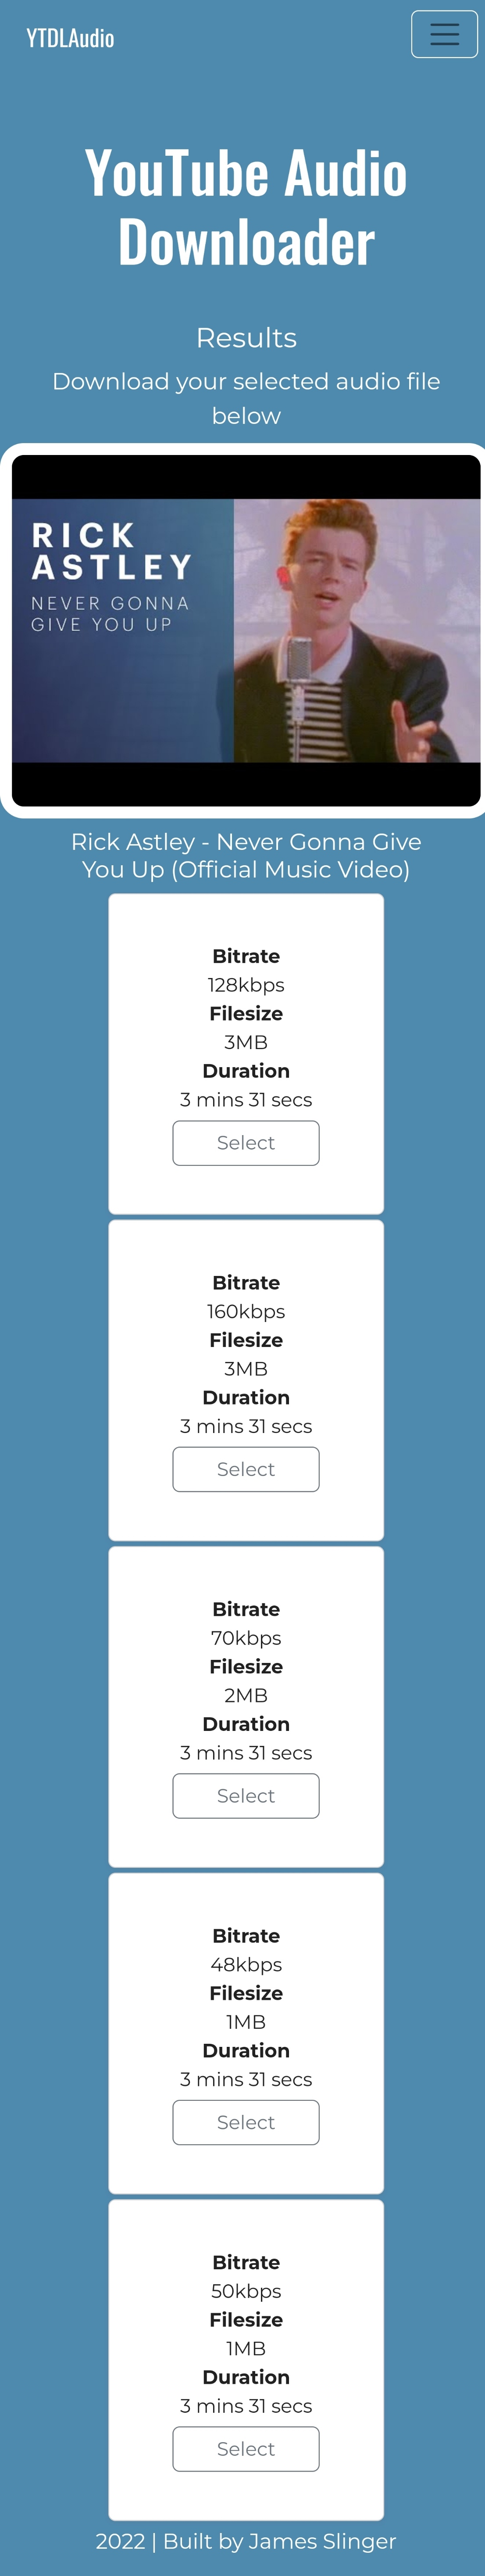 YTDLAudio
YouTube Audio
Downloader
Results
Download your selected audio file
below
RICK
ASTLEY
NEVER GONNA
GIVE YOU UP
Rick Astley - Never Gonna Give
You Up (Official Music Video)
Bitrate
128kbps
Filesize
3MB
Duration
3 mins 31 secs
Select
Bitrate
160kbps
Filesize
3MB
Duration
3 mins 31 secs
Select
Bitrate
70kbps
Filesize
2MB
Duration
3 mins 31 secs
Select
Bitrate
48kbps
Filesize
1MB
Duration
3 mins 31 secs
Select
Bitrate
50kbps
Filesize
1MB
Duration
3 mins 31 secs
Select
2022 | Built by James Slinger